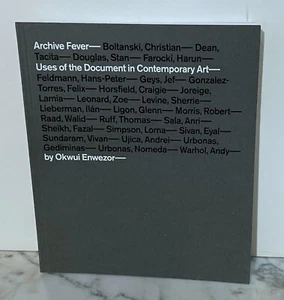 Archive Fever— Boltanski, Christian— Dean,
Tacita— Douglas, Stan— Farocki, Harun—
Uses of the Document in Contemporary Art—
Feldmann, Hans-Peter— Geys, Jef— Gonzalez-
Torres, Felix— Horsfield, Craigie— Joreige,
Lamia— Leonard, Zoe— Levine, Sherrie—
Lieberman, Ilán— Ligon, Glenn— Morris, Robert—
Raad, Walid— Ruff, Thomas— Sala, Anri—
Sheikh, Fazal— Simpson, Lorna— Sivan, Eyal—
Sundaram, Vivan— Ujica, Andrei— Urbonas,
Gediminas— Urbonas, Nomeda— Warhol, Andy—
by Okwui Enwezor—